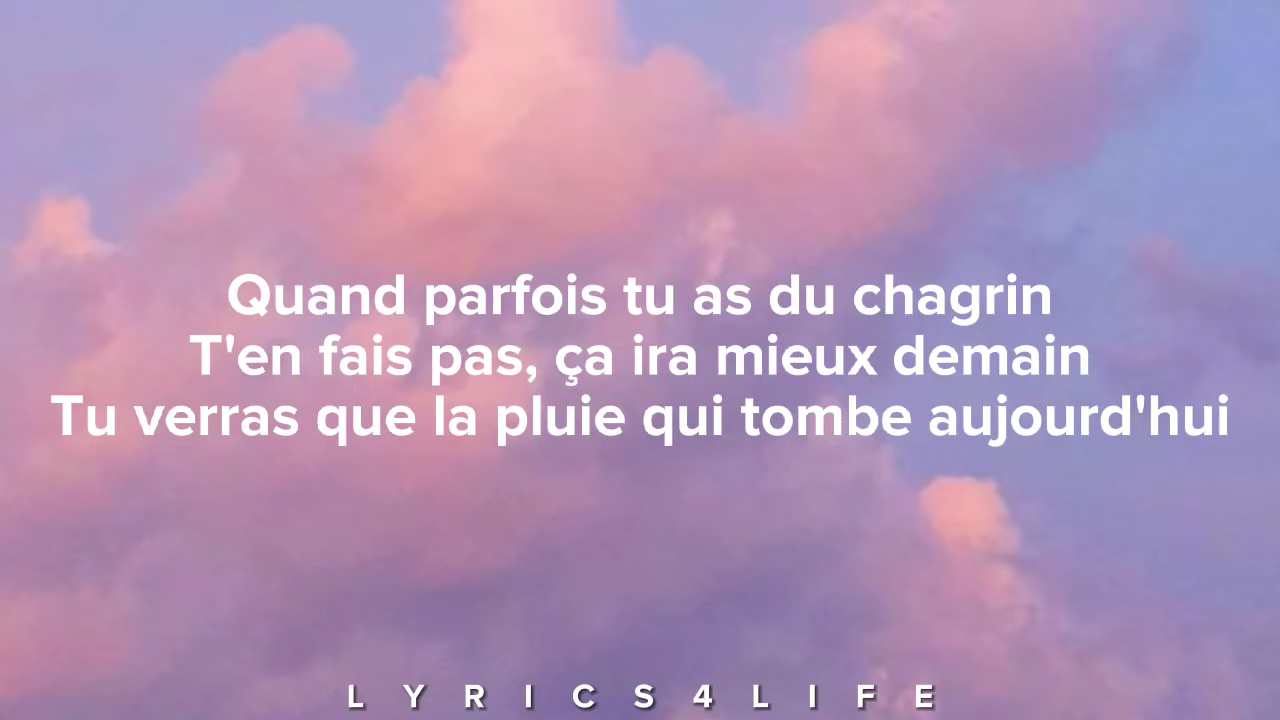 Quand parfois tu as du chagrin
T'en fais pas, ça ira mieux demain
Tu verras que la pluie qui tombe aujourd'hui
LYRICS4LIFE